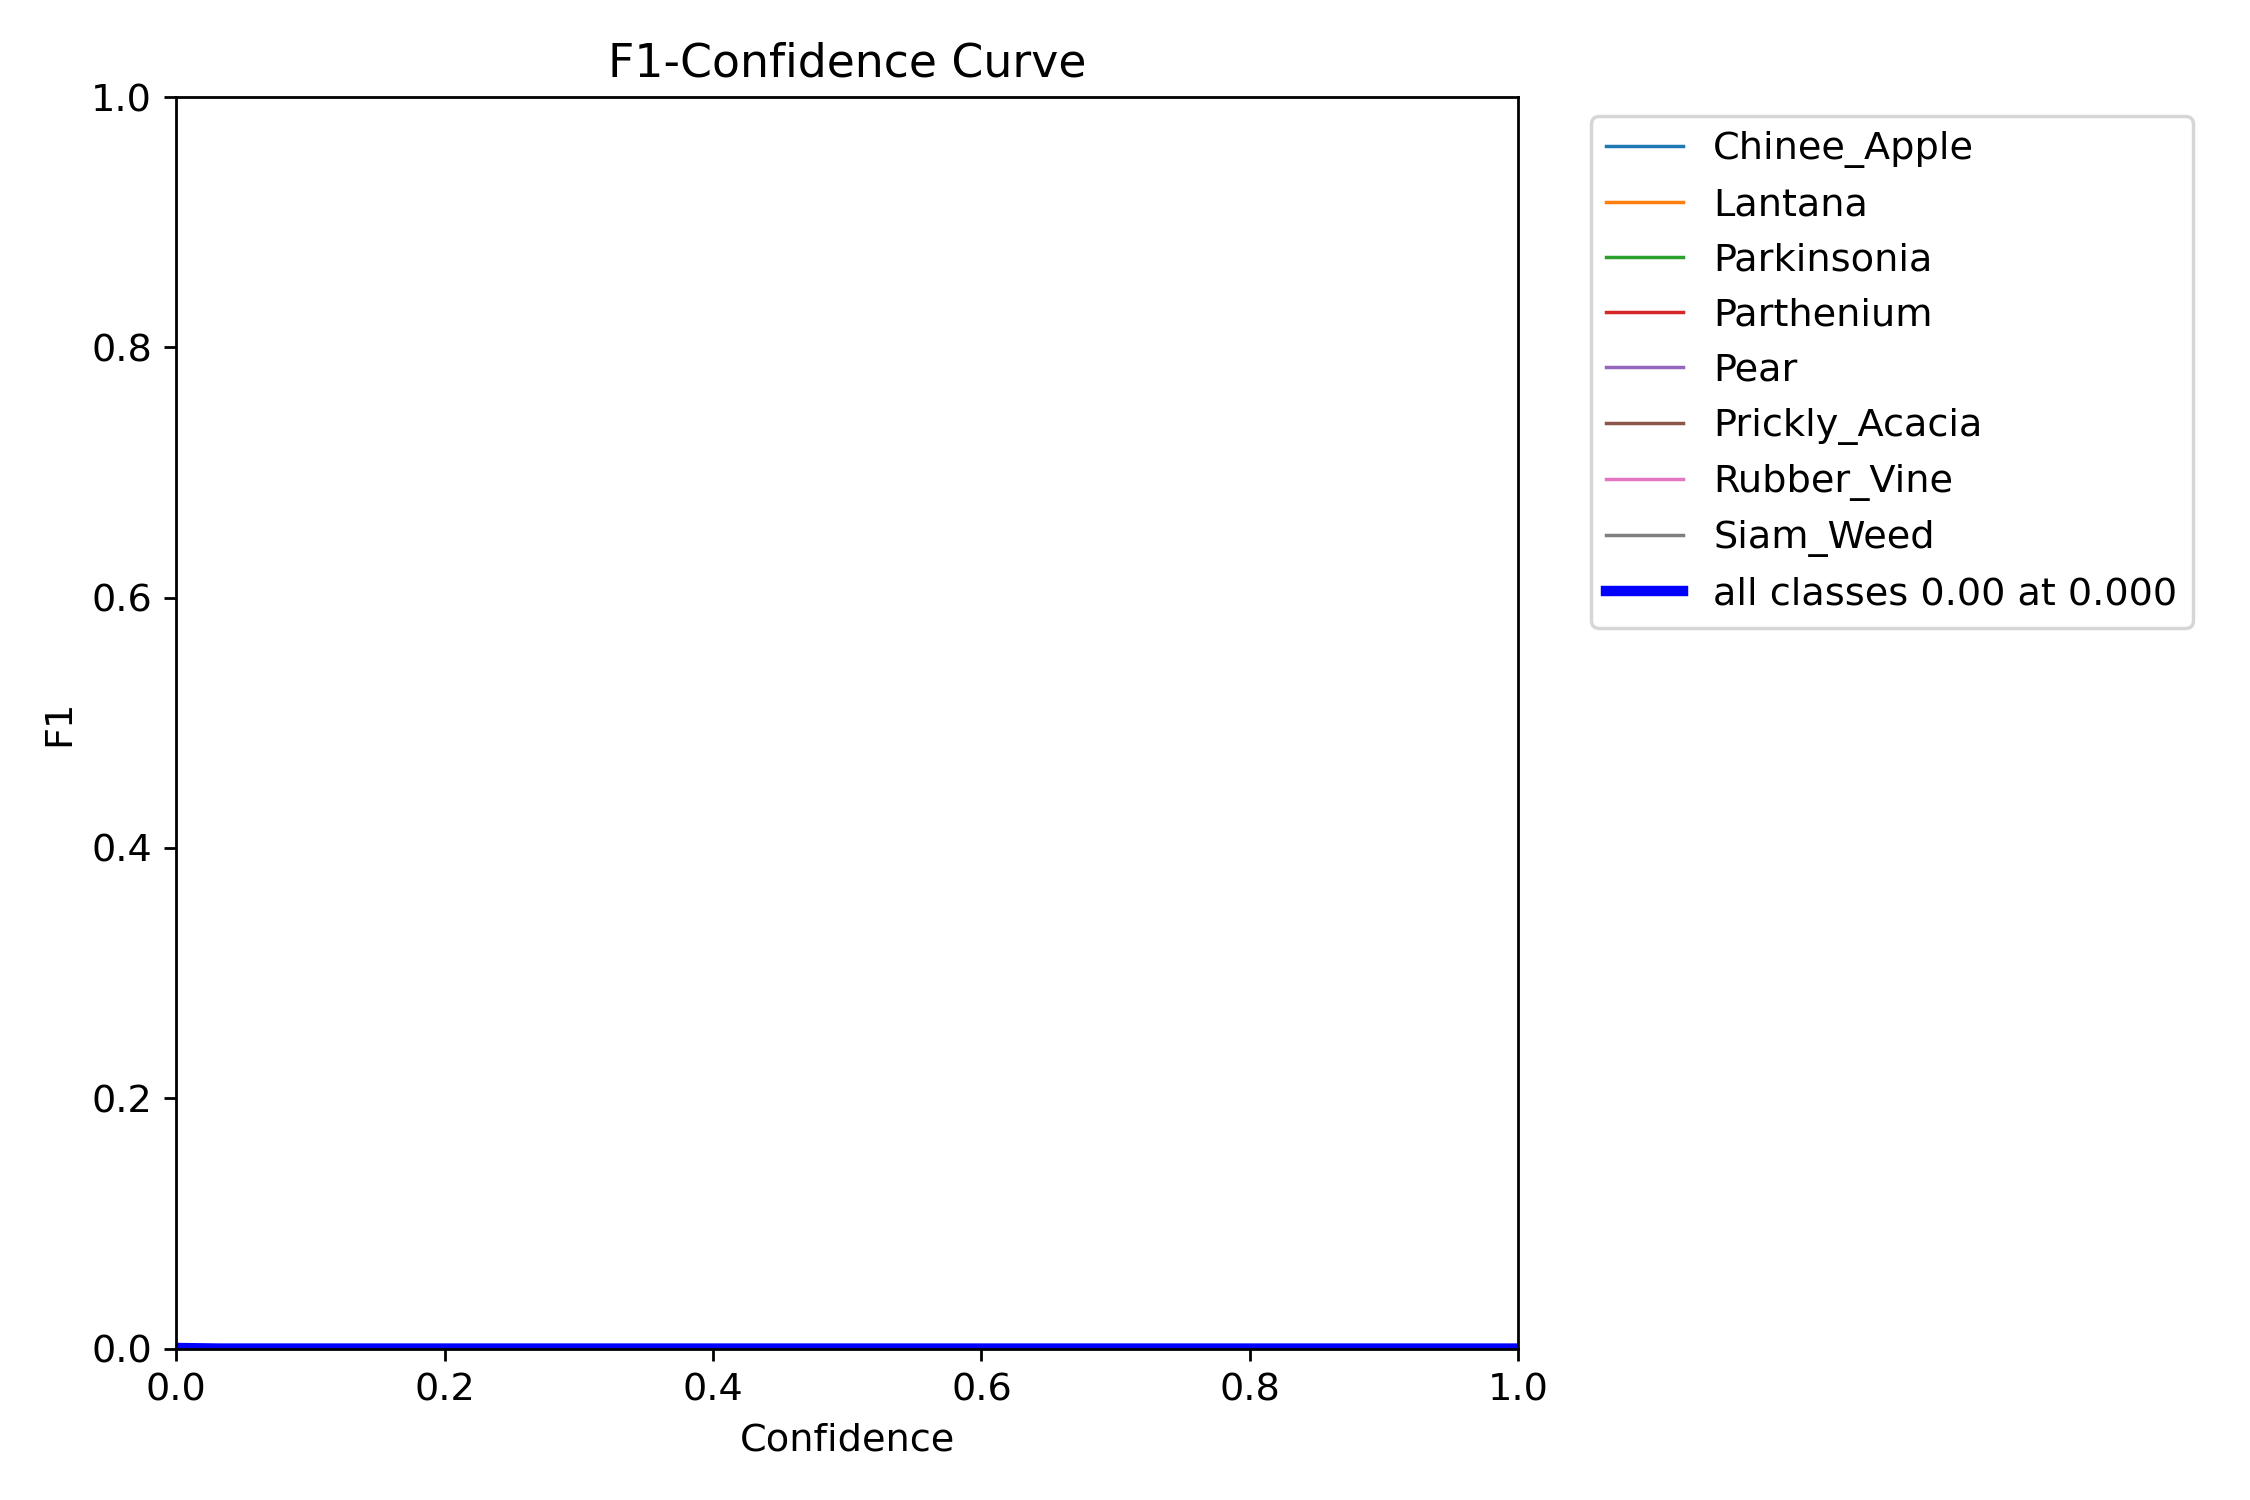 F1-Confidence Curve
1.0
0.8
0.6
0.4
0.2
0.0
F1
0.0 0.2 0.4 0.6 0.8 1.0
Confidence
Chinee_Apple
Lantana
Parkinsonia
Parthenium
Pear
Prickly_Acacia
Rubber_Vine
Siam_Weed
all classes 0.00 at 0.000